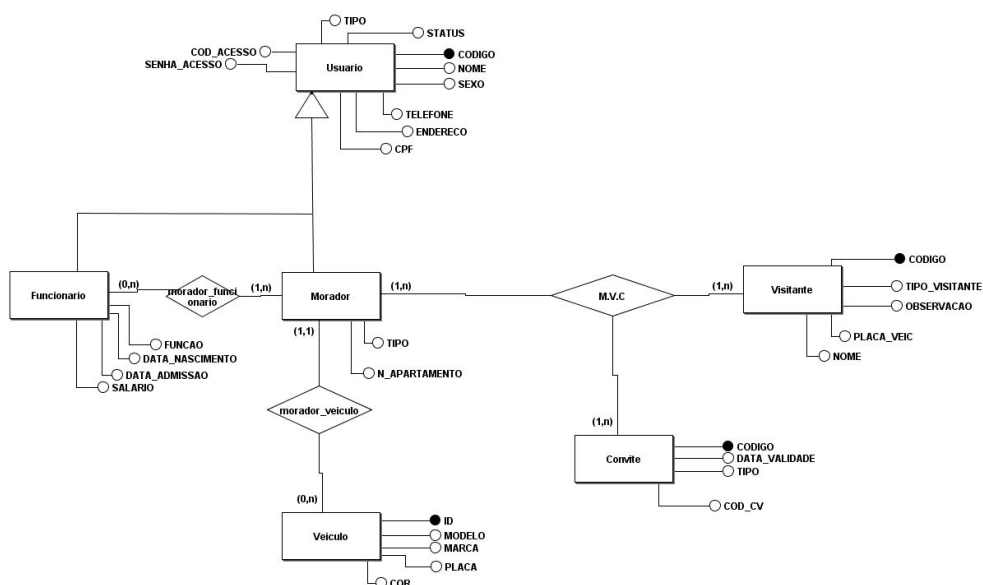 TIPO
STATUS
COD_ACESSO
CODIGO
SENHA_ACESSO
Usuario
NOME
SEXO
TELEFONE
ENDERECO
CPF
CODIGO
Funcionario
(0,n)
morador_funci
onario
(1,n)
Morador
(1,n)
M.V.C
(1,n)
Visitante
TIPO_VISITANTE
OBSERVACAO
(1,1)
PLACA_VEIC
FUNCAO
TIPO
NOME
DATA_NASCIMENTO
DATA_ADMISSAO
N_APARTAMENTO
SALARIO
morador_veiculo
(1,n)
CODIGO
Convite
DATA_VALIDADE
TIPO
(0,n)
COD_CV
ID
Veiculo
MODELO
MARCA
PLACA
COR